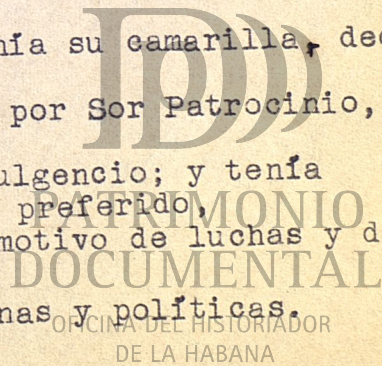 nía su camarilla, dec
por Sor Patrocinio,
ulgencio; y tenía
preferido,
motivo de luchas y d
nas y políticas.
PATRIMONIO
DOCUMENTAL
OFICINA DEL HISTORIADOR
DE LA HABANA